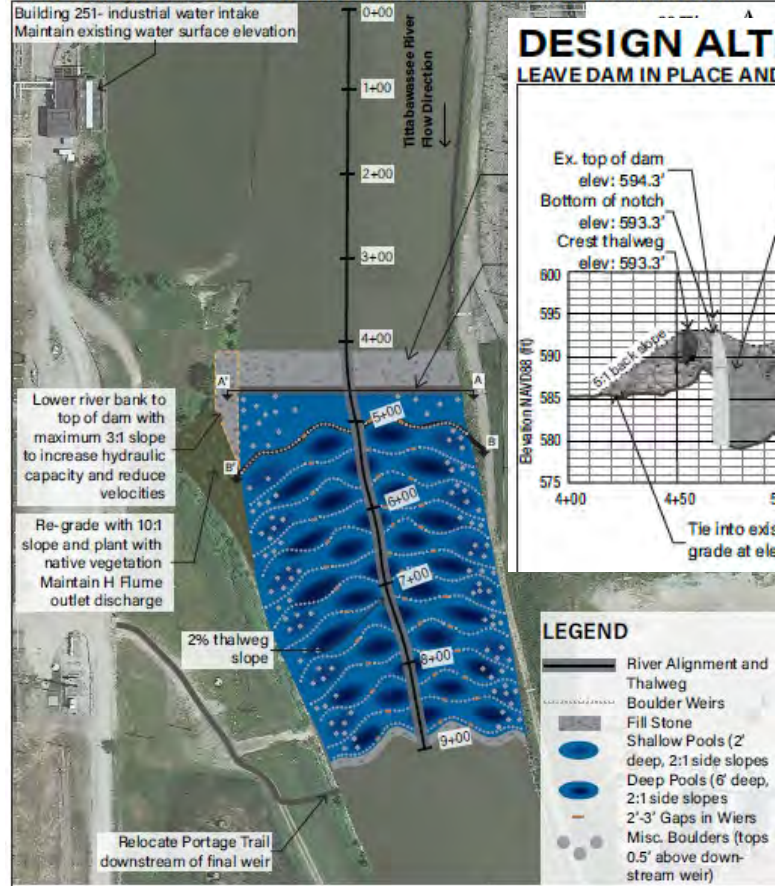 Building 251- industrial water intake
Maintain existing water surface elevation
0+00
1+00
Tittabawassee River
Flow Direction
2+00
3+00
4+00
A'
A
Lower river bank to
top of dam with
maximum 3:1 slope
to increase hydraulic
capacity and reduce
velocities
5+00
B
B'
6+00
Re-grade with 10:1
slope and plant with
native vegetation
Maintain H Flume
outlet discharge
7+00
2% thalweg
slope
8+00
9+00
Relocate Portage Trail
downstream of final weir
DESIGN ALT
LEAVE DAM IN PLACE AND
Ex. top of dam
elev: 594.3'
Bottom of notch
elev: 593.3'
Crest thalweg
elev: 593.3'
600
595
590
585
580
575
Elevation NAVD88 (ft)
5:1 back slope
4+00
4+50
5
Tie into exis
grade at ele
LEGEND
River Alignment and
Thalweg
Boulder Weirs
Fill Stone
Shallow Pools (2'
deep, 2:1 side slopes
Deep Pools (6' deep,
2:1 side slopes
2'-3' Gaps in Wiers
Misc. Boulders (tops
0.5' above down-
stream weir)